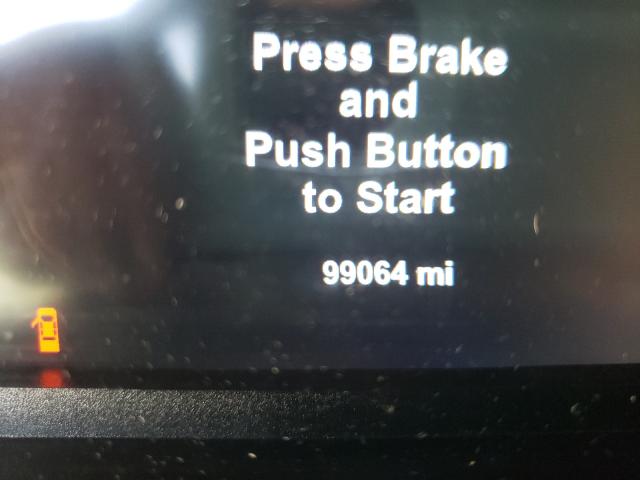 Press Brake
and
Push Button
to Start
99064 mi